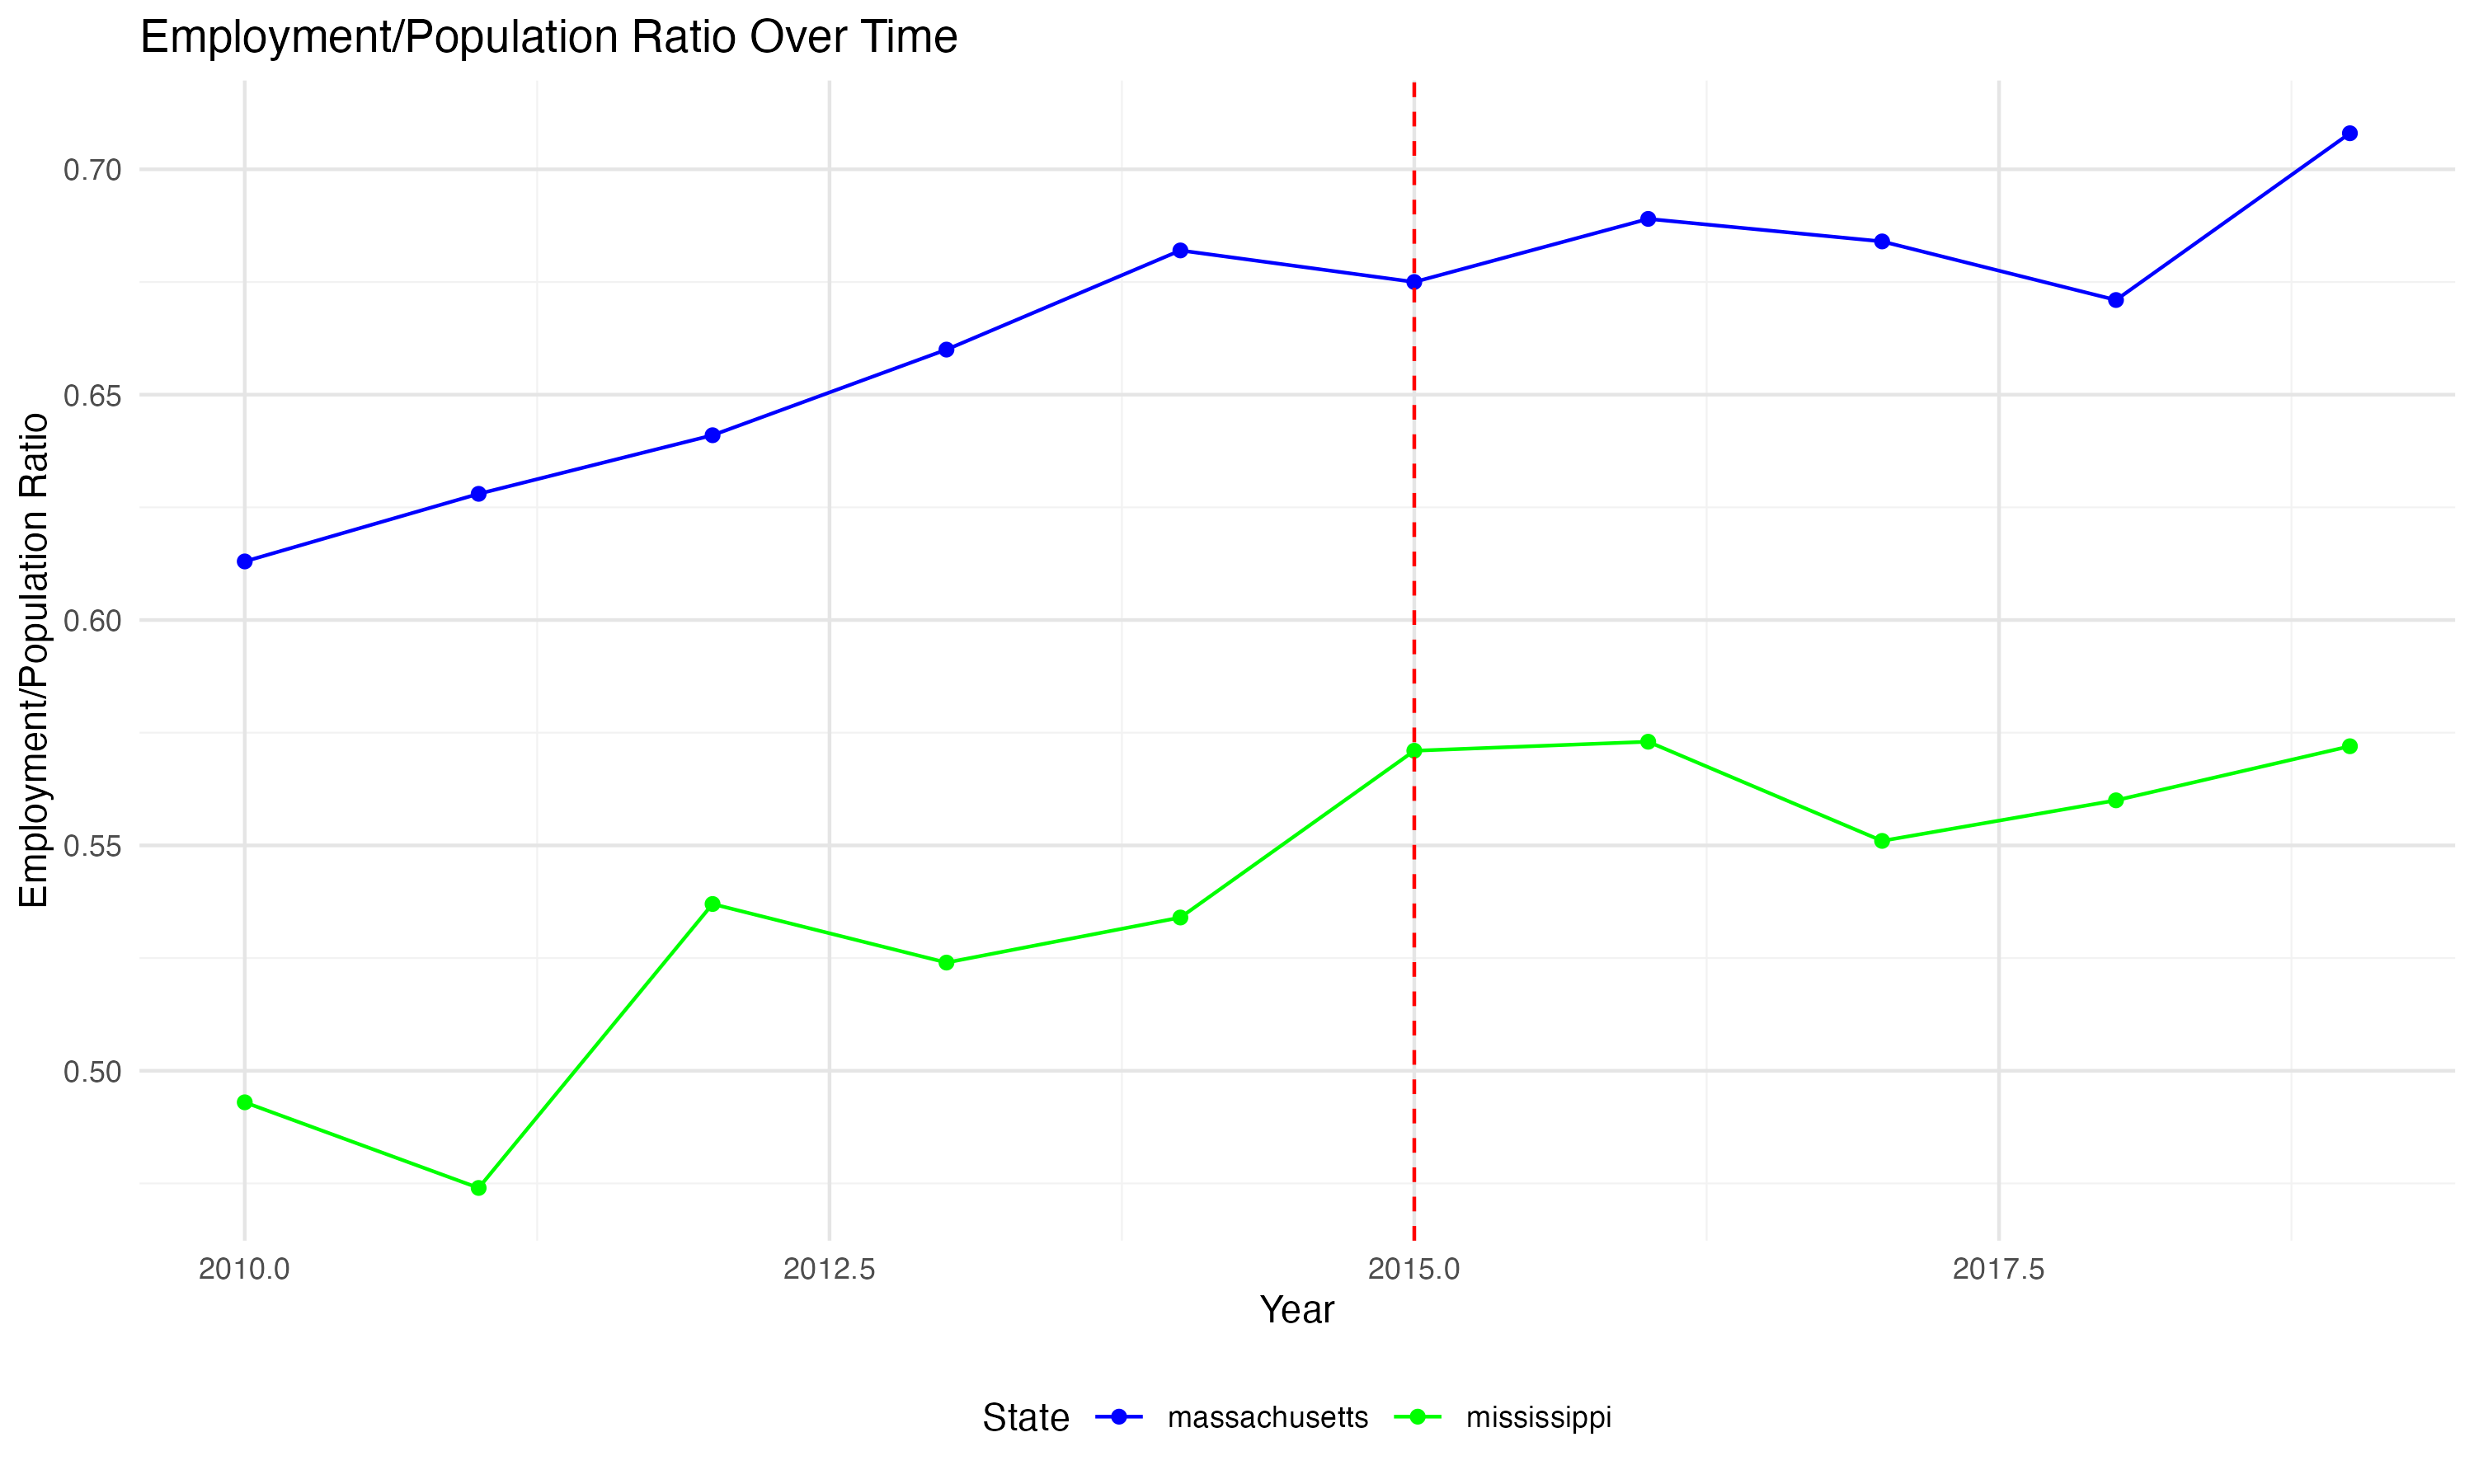 Employment/Population Ratio Over Time
Employment/Population Ratio
0.70
0.65
0.60
0.55
0.50
2010.0 2012.5 2015.0 2017.5
Year
State massachusetts mississippi